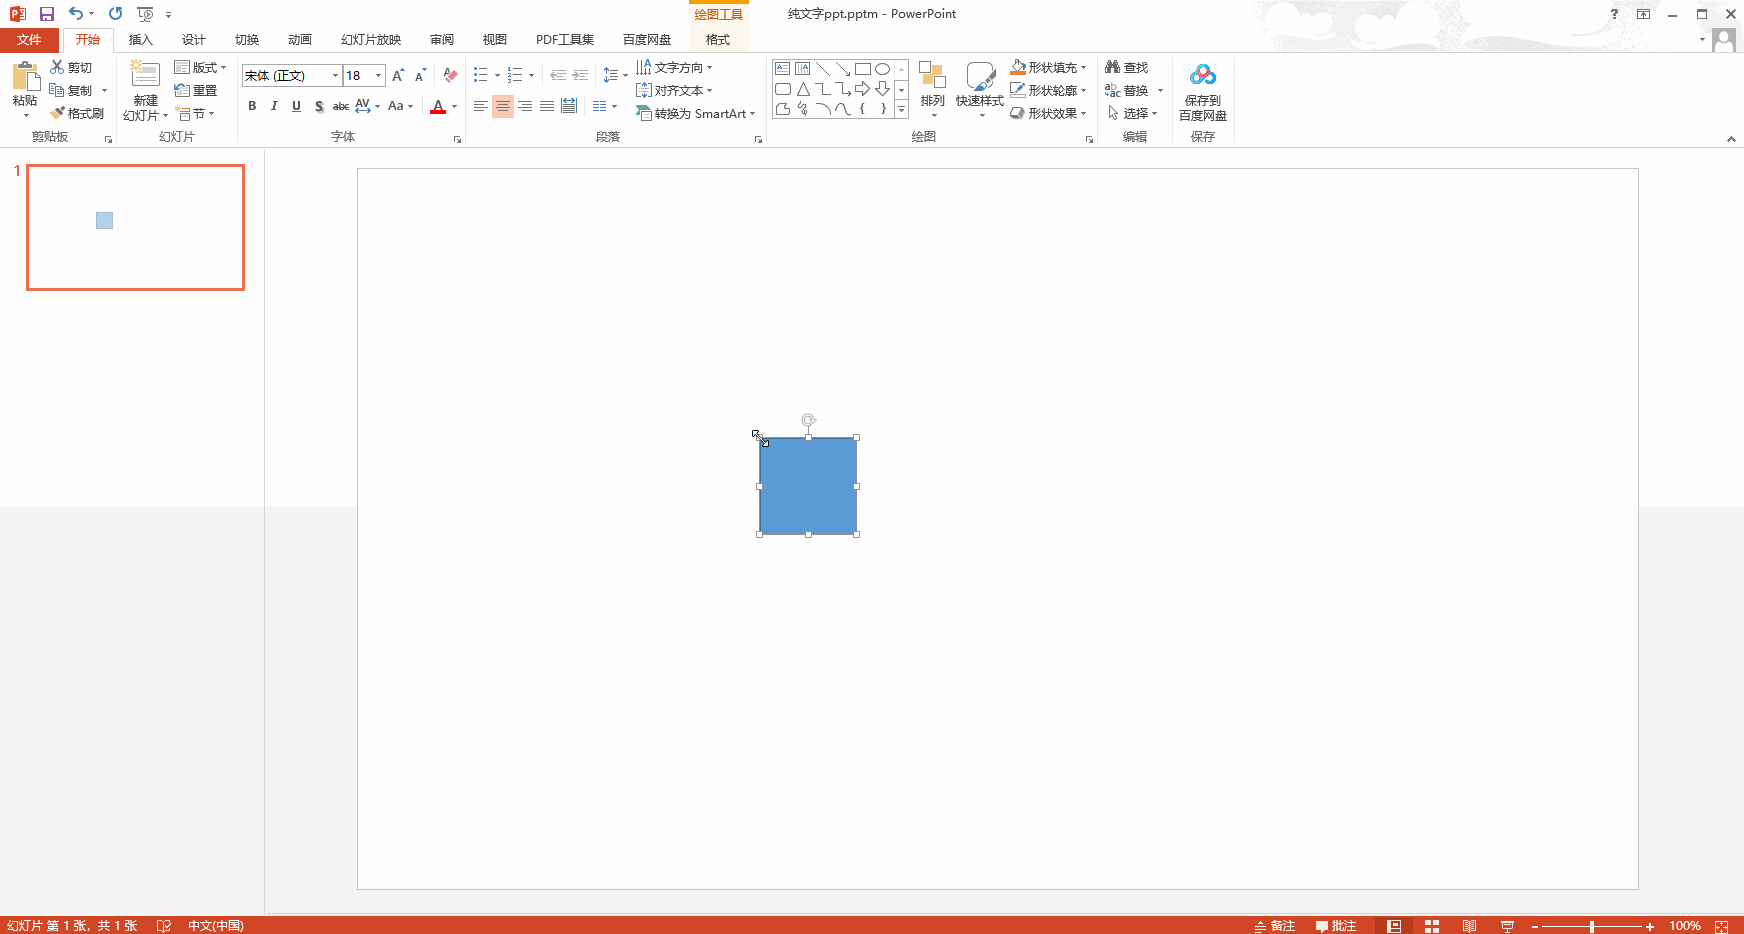 绘图工具
纯文字ppt.pptm - PowerPoint
文件 开始 插入 设计 切换 动画 幻灯片放映 审阅 视图 PDF工具集 百度网盘 格式
粘贴
剪切
复制
格式刷
剪贴板
新建
幻灯片
版式
重置
节
幻灯片
宋体 (正文) 18 A A
B I U S abc AV Aa A
字体
文字方向
对齐文本
转换为 SmartArt
段落
排列
快速样式
形状填充
形状轮廓
形状效果
绘图
查找
替换
选择
编辑
保存到
百度网盘
保存
1
幻灯片 第 1 张，共 1 张 中文(中国) 备注 批注 100%